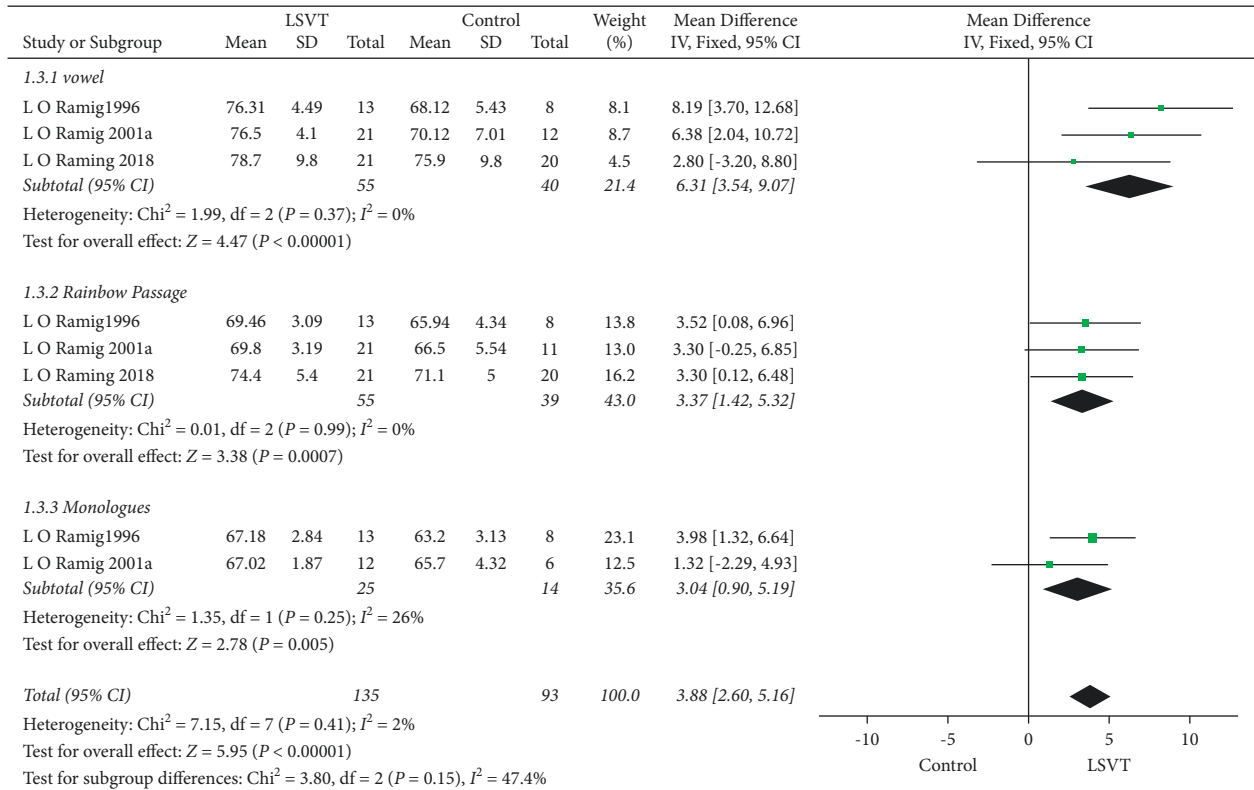 LSVT Control Weight Mean Difference Mean Difference
Study or Subgroup Mean SD Total Mean SD Total (%) IV, Fixed, 95% CI IV, Fixed, 95% CI
1.3.1 vowel
L O Ramig1996 76.31 4.49 13 68.12 5.43 8 8.1 8.19 [3.70, 12.68]
L O Ramig 2001a 76.5 4.1 21 70.12 7.01 12 8.7 6.38 [2.04, 10.72]
L O Raming 2018 78.7 9.8 21 75.9 9.8 20 4.5 2.80 [-3.20, 8.80]
Subtotal (95% CI) 55 40 21.4 6.31 [3.54, 9.07]
Heterogeneity: Chi² = 1.99, df = 2 (P = 0.37); I² = 0%
Test for overall effect: Z = 4.47 (P < 0.00001)
1.3.2 Rainbow Passage
L O Ramig1996 69.46 3.09 13 65.94 4.34 8 13.8 3.52 [0.08, 6.96]
L O Ramig 2001a 69.8 3.19 21 66.5 5.54 11 13.0 3.30 [-0.25, 6.85]
L O Raming 2018 74.4 5.4 21 71.1 5 20 16.2 3.30 [0.12, 6.48]
Subtotal (95% CI) 55 39 43.0 3.37 [1.42, 5.32]
Heterogeneity: Chi² = 0.01, df = 2 (P = 0.99); I² = 0%
Test for overall effect: Z = 3.38 (P = 0.0007)
1.3.3 Monologues
L O Ramig1996 67.18 2.84 13 63.2 3.13 8 23.1 3.98 [1.32, 6.64]
L O Ramig 2001a 67.02 1.87 12 65.7 4.32 6 12.5 1.32 [-2.29, 4.93]
Subtotal (95% CI) 25 14 35.6 3.04 [0.90, 5.19]
Heterogeneity: Chi² = 1.35, df = 1 (P = 0.25); I² = 26%
Test for overall effect: Z = 2.78 (P = 0.005)
Total (95% CI) 135 93 100.0 3.88 [2.60, 5.16]
Heterogeneity: Chi² = 7.15, df = 7 (P = 0.41); I² = 2%
-10 -5 0 5 10
Test for overall effect: Z = 5.95 (P < 0.00001)
Control LSVT
Test for subgroup differences: Chi² = 3.80, df = 2 (P = 0.15), I² = 47.4%